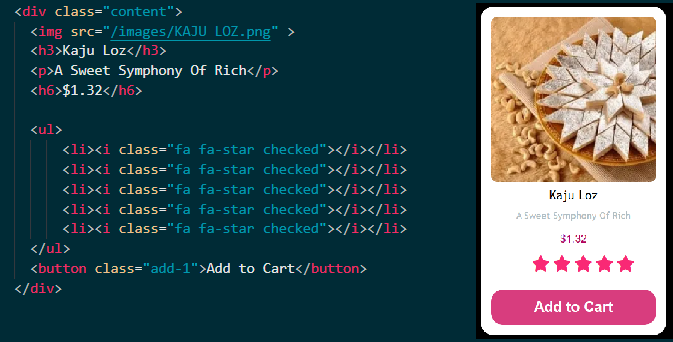 <div class="content">
<img src="/images/KAJU LOZ.png" >
<h3>Kaju Loz</h3>
<p>A Sweet Symphony Of Rich</p>
<h6>$1.32</h6>
<ul>
<li><i class="fa fa-star checked"></i></li>
<li><i class="fa fa-star checked"></i></li>
<li><i class="fa fa-star checked"></i></li>
<li><i class="fa fa-star checked"></i></li>
<li><i class="fa fa-star checked"></i></li>
</ul>
<button class="add-1">Add to Cart</button>
</div>
Kaju Loz
A Sweet Symphony Of Rich
$1.32
Add to Cart